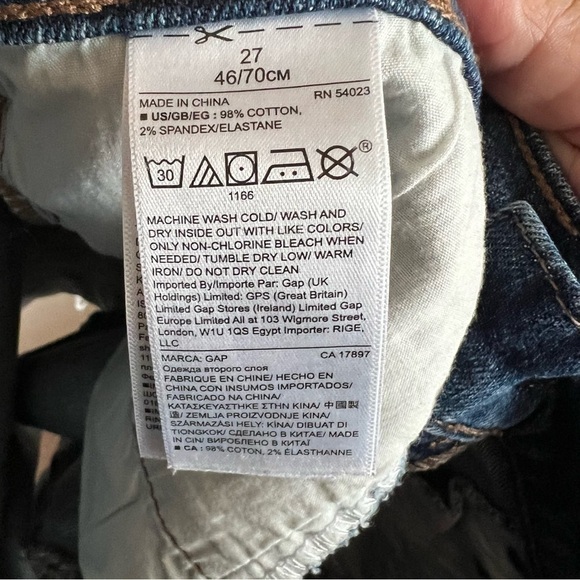 27
46/70CM
MADE IN CHINA RN 54023
■ US/GB/EG : 98% COTTON,
2% SPANDEX/ELASTANE
30 ®
1166
MACHINE WASH COLD/ WASH AND
DRY INSIDE OUT WITH LIKE COLORS/
ONLY NON-CHLORINE BLEACH WHEN
NEEDED/ TUMBLE DRY LOW/ WARM
IRON/ DO NOT DRY CLEAN
Imported By/Importe Par: Gap (UK
Holdings) Limited: GPS (Great Britain)
Limited Gap Stores (Ireland) Limited Gap
Europe Limited All at 103 Wigmore Street,
London, W1U 1QS Egypt Importer: RIGE,
LLC
MARCA: GAP CA 17897
Одежда второго слоя
FABRIQUÉ EN CHINE/ HECHO EN
CHINA CON INSUMOS IMPORTADOS/
FABRICADO NA CHINA/
ΚΑΤΑΣΚΕΥΑΣΤΗΚΕ ΣΤΗΝ ΚΙΝΑ/ 中國製
造/ ZEMLJA PROIZVODNJE KINA/
SZÁRMAZÁSI HELY: KÍNA/ DIBUAT DI
TIONGKOK/ СДЕЛАНО В КИТАЕ/ MADE
IN CIN/ ВИРОБЛЕНО В КИТАЇ
■ CA : 98% COTON, 2% ÉLASTHANNE